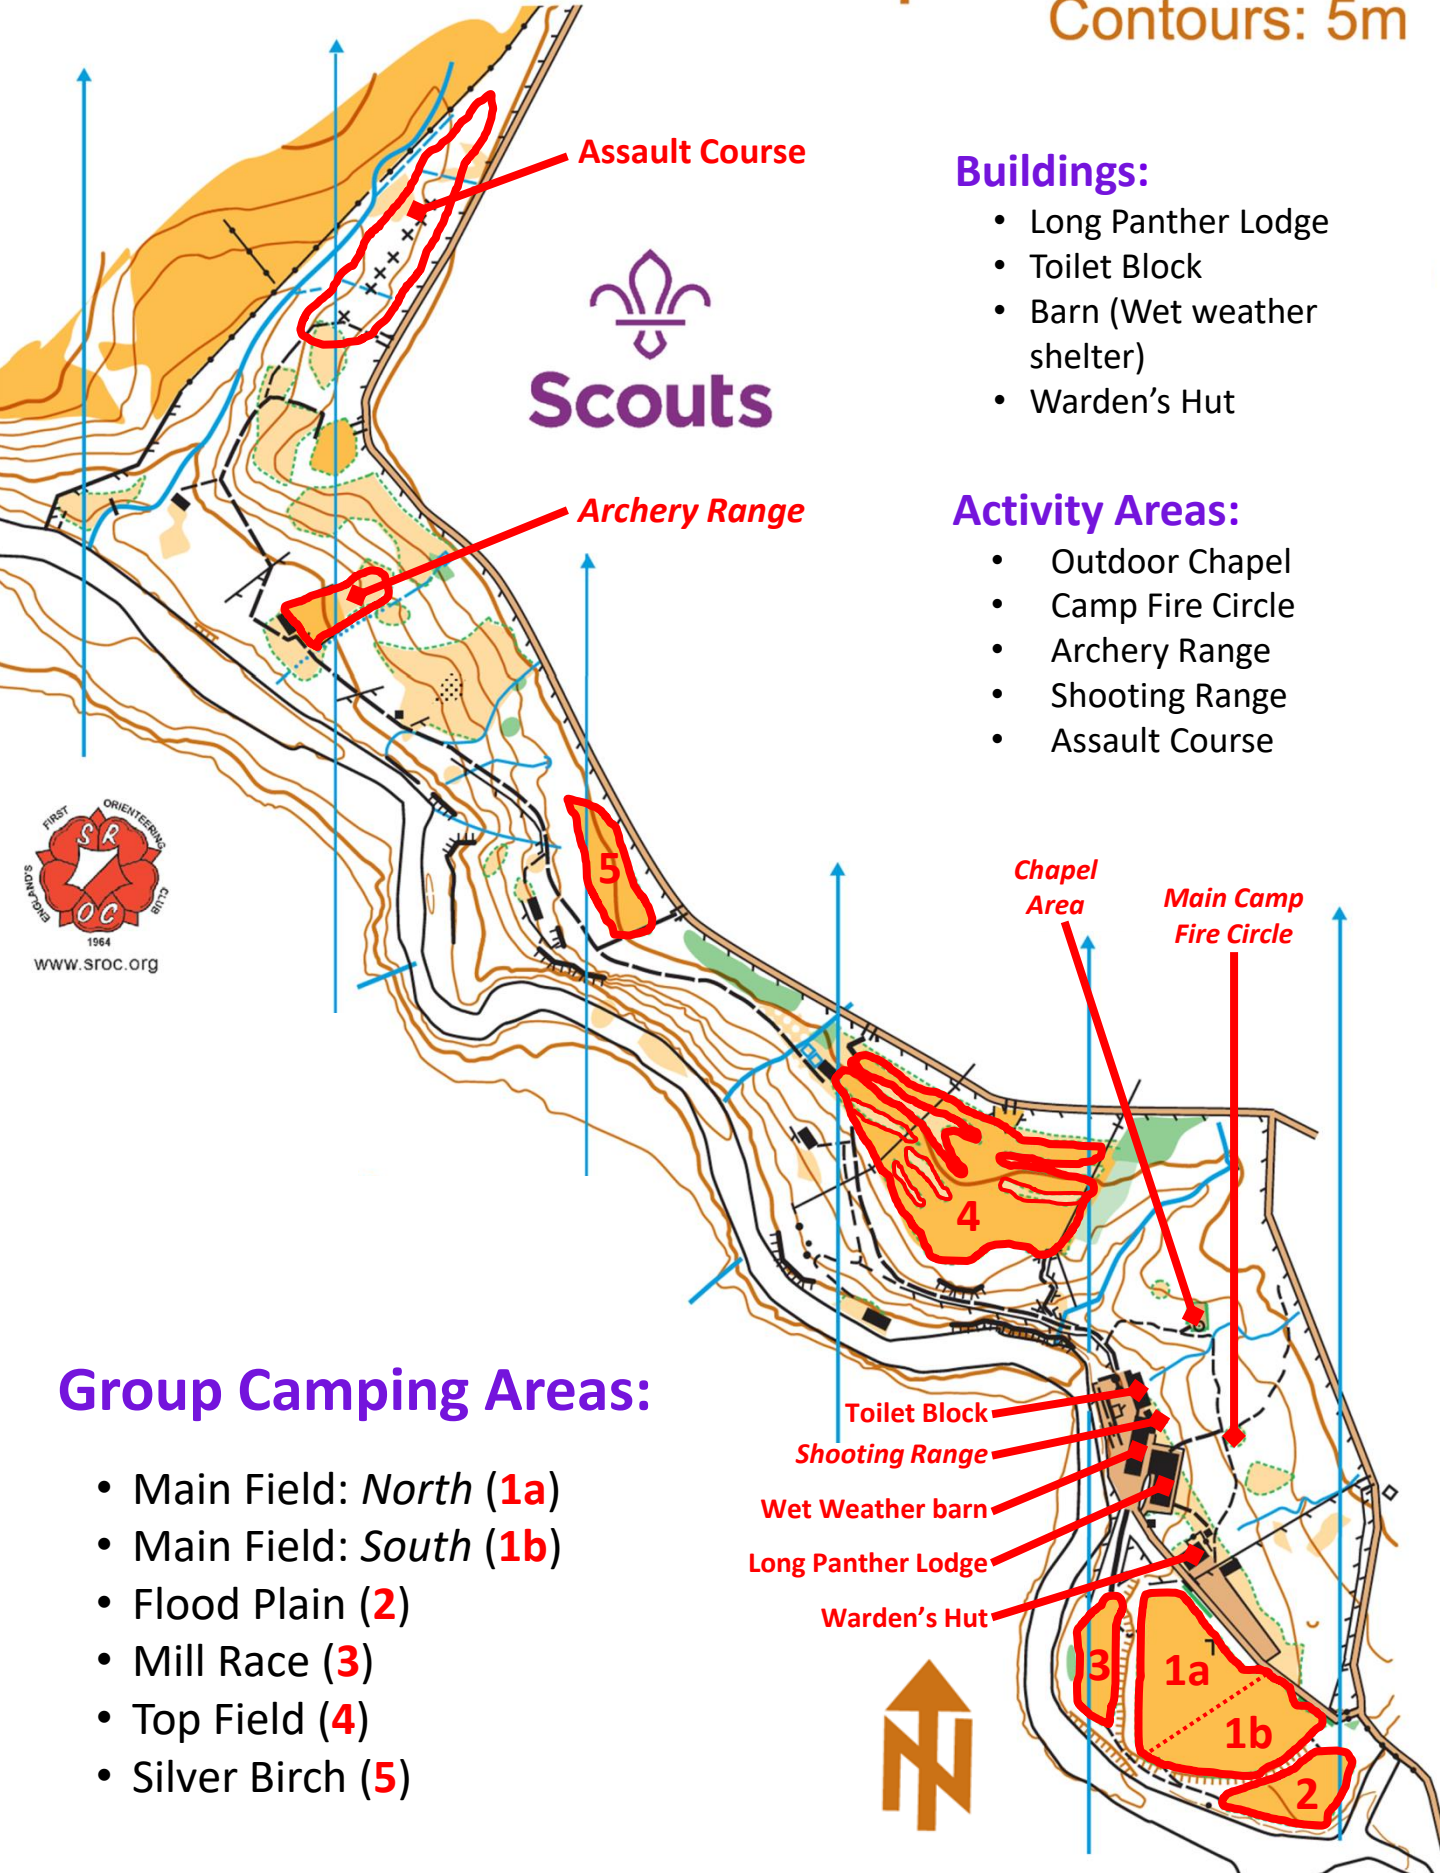 Contours: 5m
Assault Course
Buildings:
• Long Panther Lodge
• Toilet Block
• Barn (Wet weather
shelter)
• Warden's Hut
Scouts
Archery Range
Activity Areas:
• Outdoor Chapel
• Camp Fire Circle
• Archery Range
• Shooting Range
• Assault Course
ENGLAND'S FIRST ORIENTEERING CLUB
SR
OC
1964
www.sroc.org
5
Chapel
Area
Main Camp
Fire Circle
4
Group Camping Areas:
• Main Field: North (1a)
• Main Field: South (1b)
• Flood Plain (2)
• Mill Race (3)
• Top Field (4)
• Silver Birch (5)
Toilet Block
Shooting Range
Wet Weather barn
Long Panther Lodge
Warden's Hut
3
1a
1b
2
N